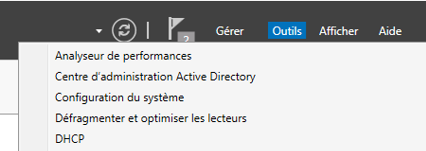 2 Gérer Outils Afficher Aide
Analyseur de performances
Centre d'administration Active Directory
Configuration du système
Défragmenter et optimiser les lecteurs
DHCP